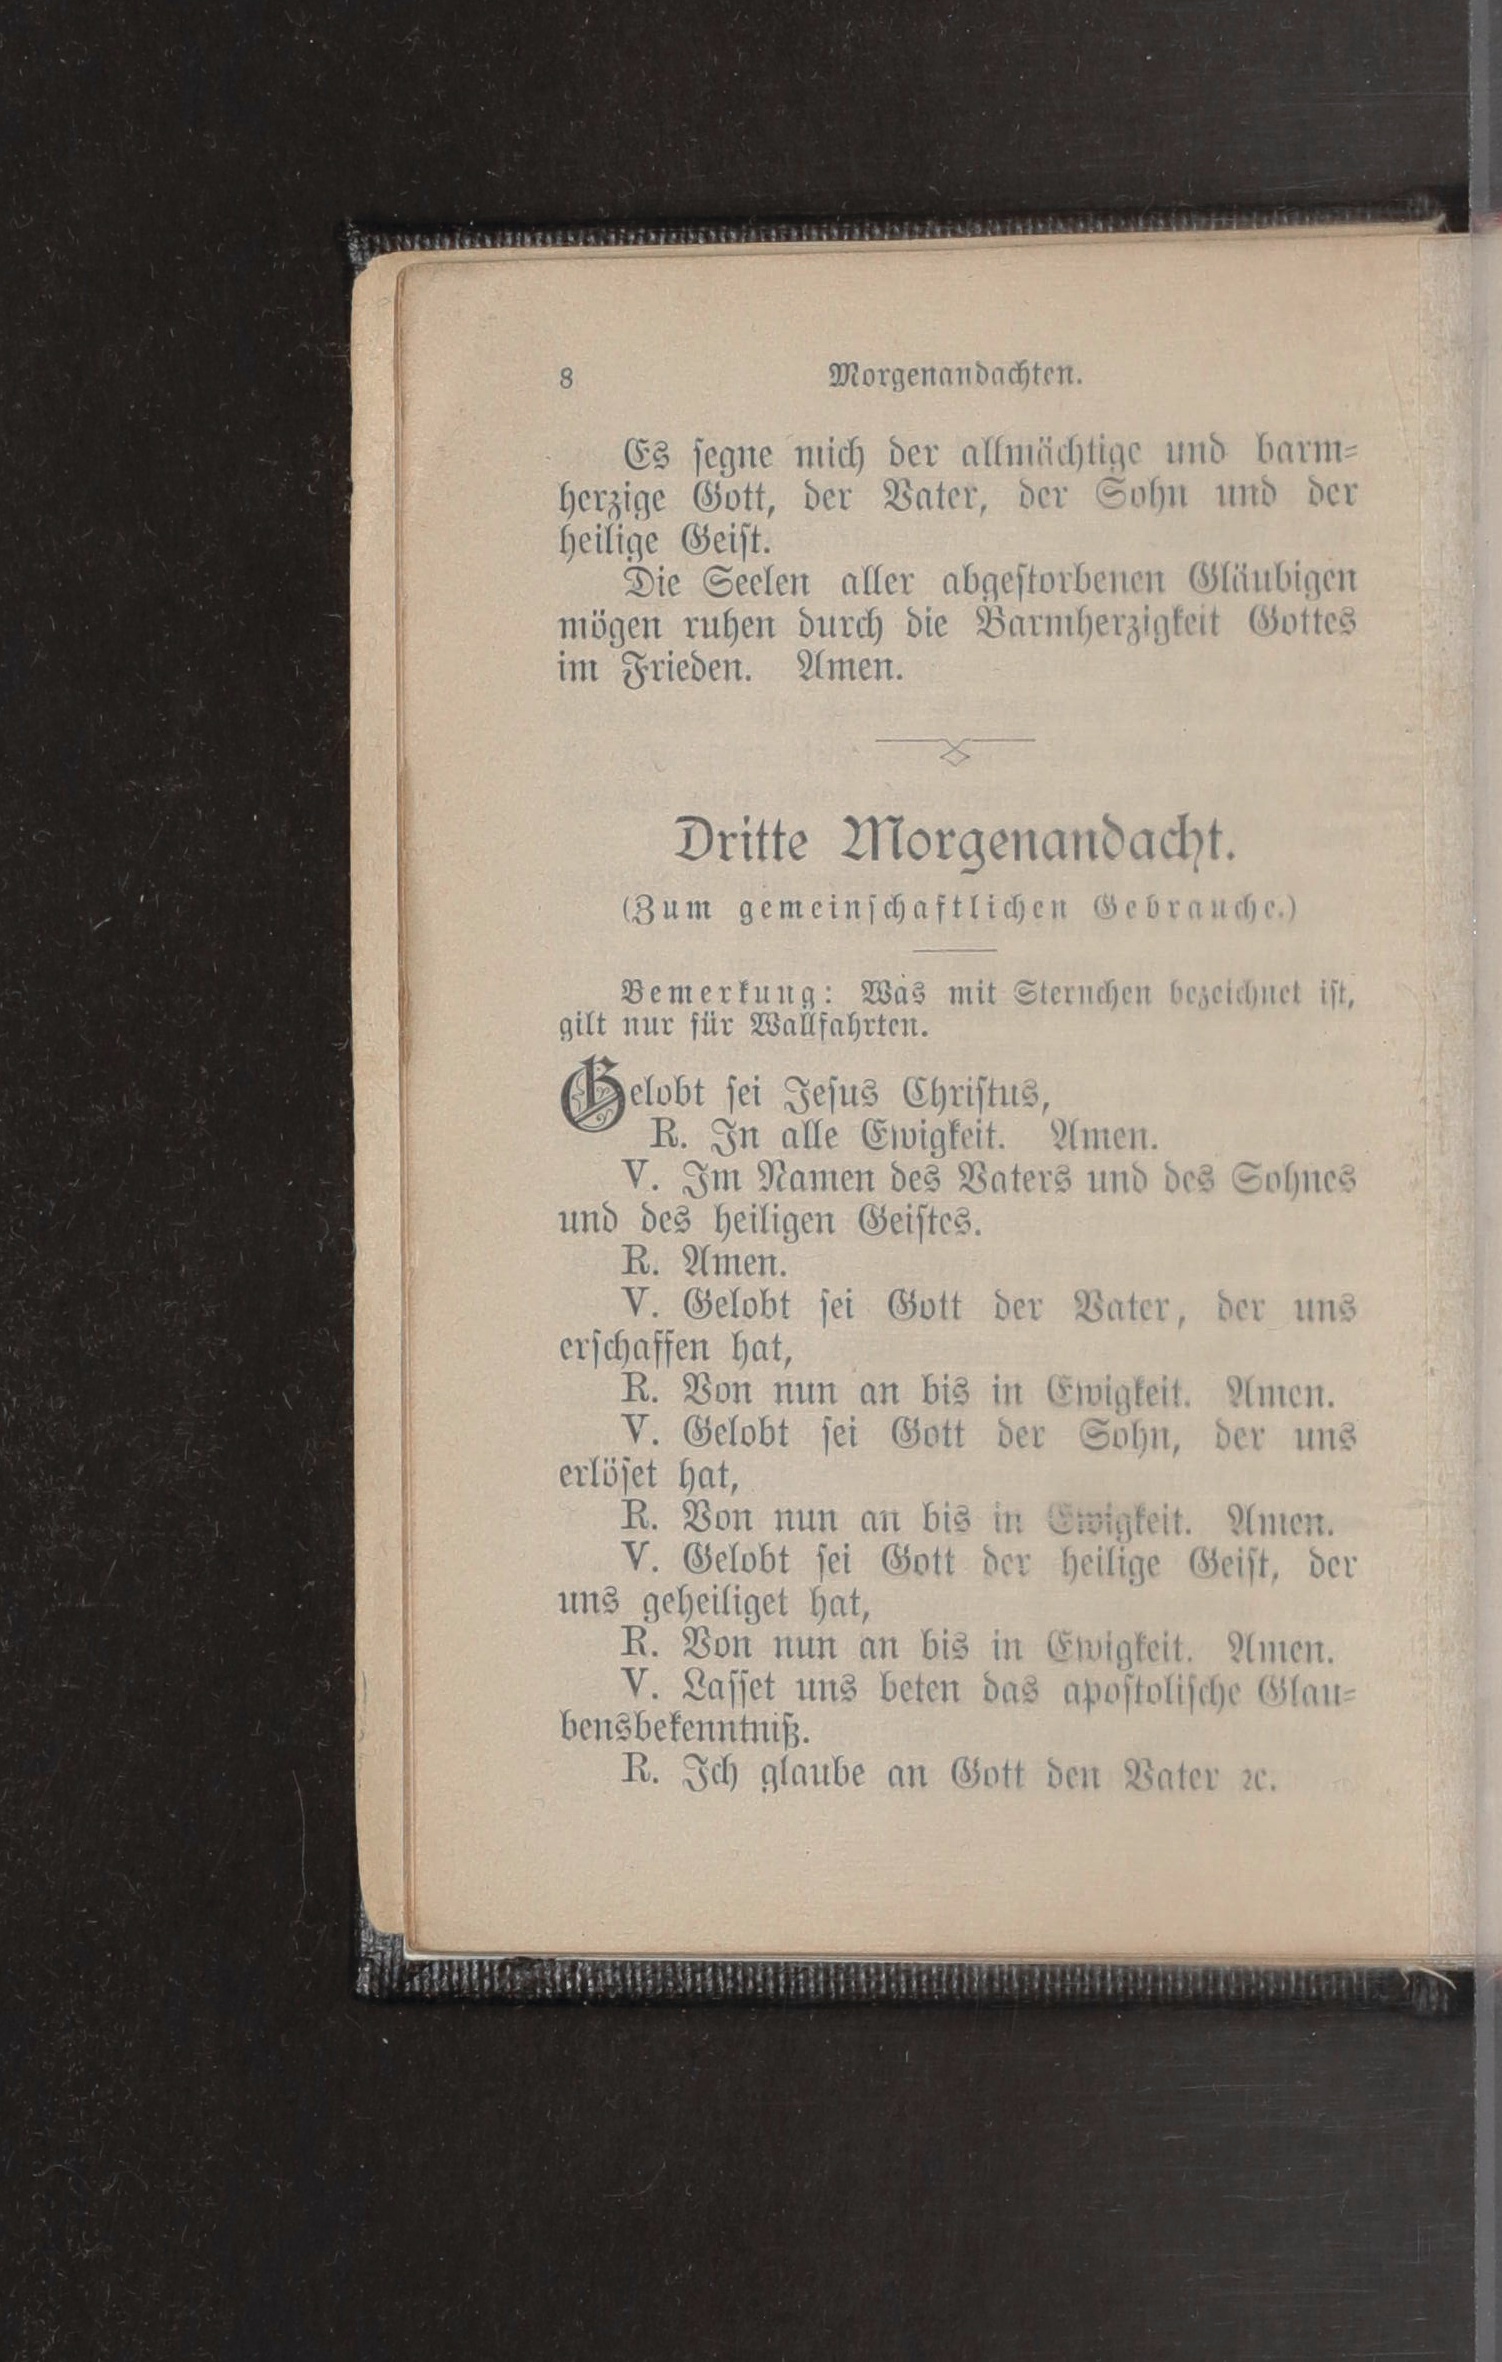 8 Morgenandachten.
Es segne mich der allmächtige und barm-
herzige Gott, der Vater, der Sohn und der
heilige Geist.
Die Seelen aller abgestorbenen Gläubigen
mögen ruhen durch die Barmherzigkeit Gottes
im Frieden. Amen.
Dritte Morgenandacht.
(Zum gemeinschaftlichen Gebrauche.)
Bemerkung: Was mit Sternchen bezeichnet ist,
gilt nur für Wallfahrten.
Gelobt sei Jesus Christus,
R. In alle Ewigkeit. Amen.
V. Im Namen des Vaters und des Sohnes
und des heiligen Geistes.
R. Amen.
V. Gelobt sei Gott der Vater, der uns
erschaffen hat,
R. Von nun an bis in Ewigkeit. Amen.
V. Gelobt sei Gott der Sohn, der uns
erlöset hat,
R. Von nun an bis in Ewigkeit. Amen.
V. Gelobt sei Gott der heilige Geist, der
uns geheiliget hat,
R. Von nun an bis in Ewigkeit. Amen.
V. Lasset uns beten das apostolische Glau-
bensbekenntniß.
R. Ich glaube an Gott den Vater ꝛc.